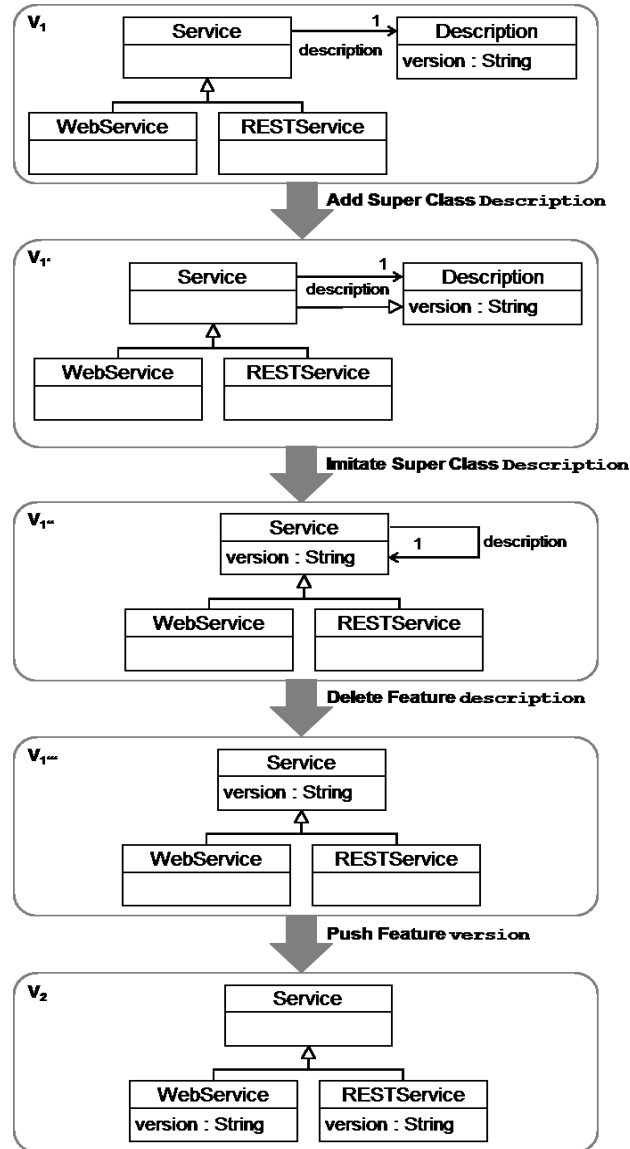 V1
Service
1
description
Description
version : String
WebService
RESTService
Add Super Class Description
V1'
Service
1
description
Description
version : String
WebService
RESTService
Imitate Super Class Description
V1''
Service
version : String
1
description
WebService
RESTService
Delete Feature description
V1'''
Service
version : String
WebService
RESTService
Push Feature version
V2
Service
WebService
version : String
RESTService
version : String